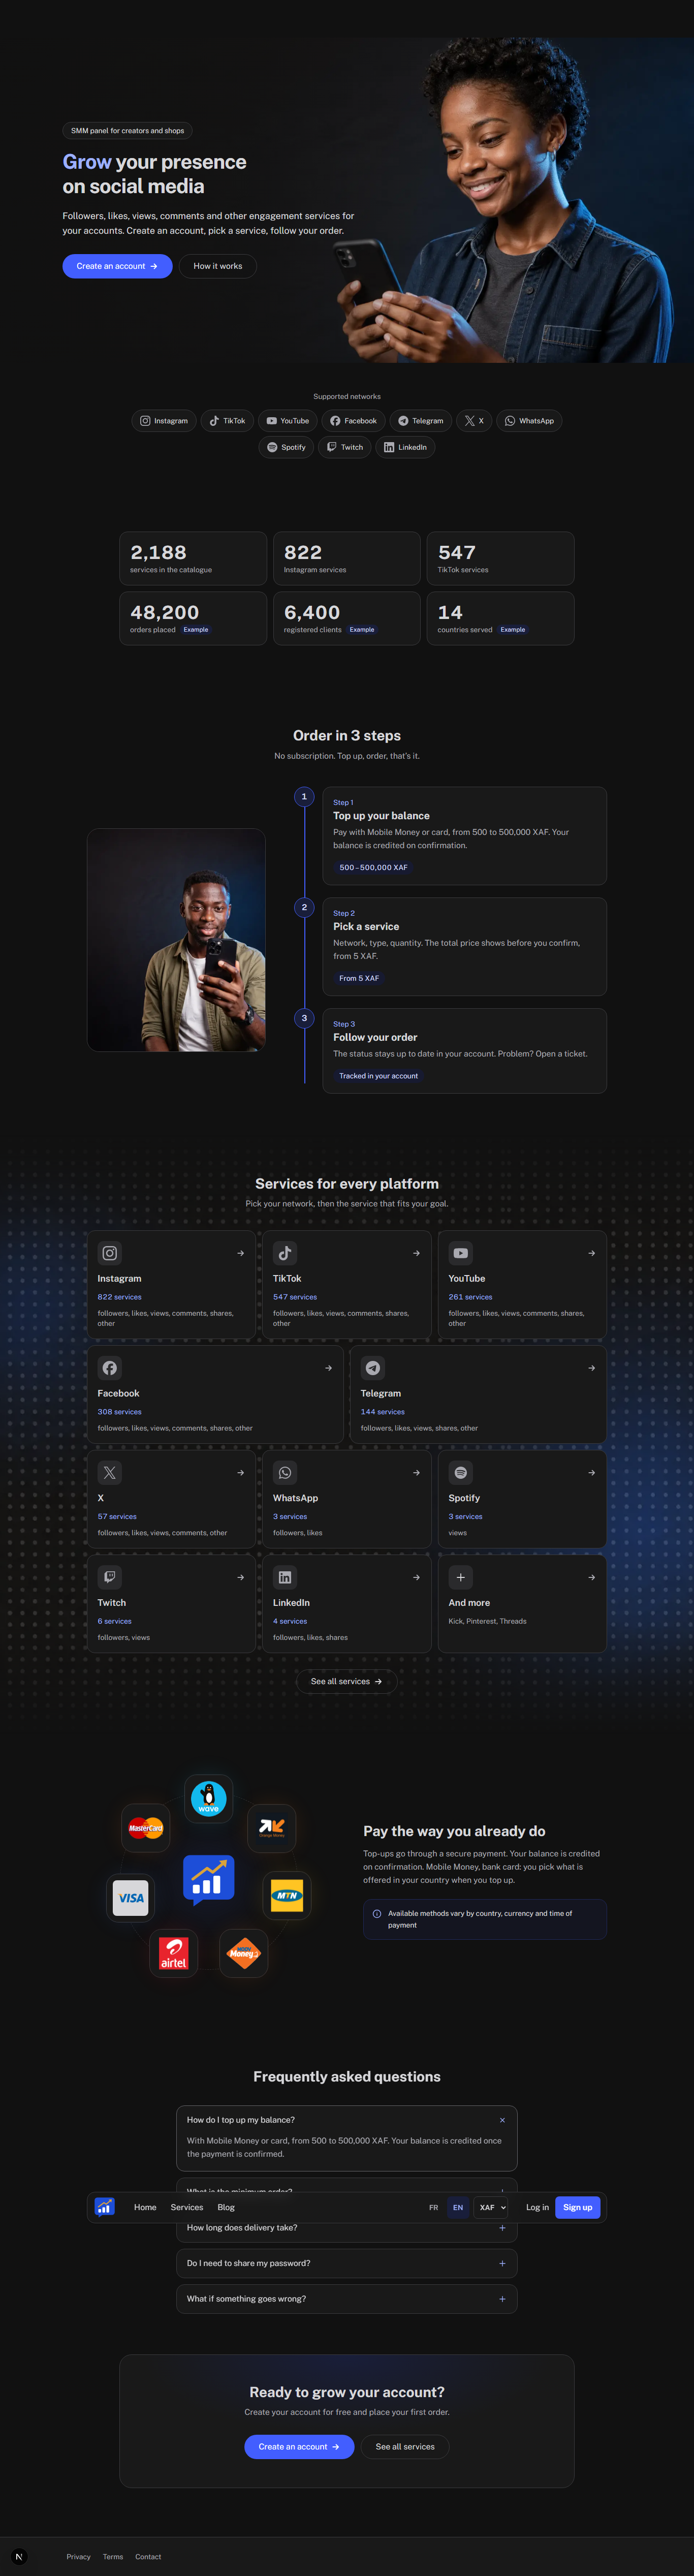 SMM panel for creators and shops
Grow your presence
on social media
Followers, likes, views, comments and other engagement services for
your accounts. Create an account, pick a service, follow your order.
Create an account →
How it works
Supported networks
Instagram
TikTok
YouTube
Facebook
Telegram
X
WhatsApp
Spotify
Twitch
LinkedIn
2,188
services in the catalogue
822
Instagram services
547
TikTok services
48,200
orders placed Example
6,400
registered clients Example
14
countries served Example
Order in 3 steps
No subscription. Top up, order, that's it.
1
Step 1
Top up your balance
Pay with Mobile Money or card, from 500 to 500,000 XAF. Your
balance is credited on confirmation.
500 – 500,000 XAF
2
Step 2
Pick a service
Network, type, quantity. The total price shows before you confirm,
from 5 XAF.
From 5 XAF
3
Step 3
Follow your order
The status stays up to date in your account. Problem? Open a ticket.
Tracked in your account
Services for every platform
Pick your network, then the service that fits your goal.
Instagram
822 services
followers, likes, views, comments, shares,
other
TikTok
547 services
followers, likes, views, comments, shares,
other
YouTube
261 services
followers, likes, views, comments, shares,
other
Facebook
308 services
followers, likes, views, comments, shares, other
Telegram
144 services
followers, likes, views, shares, other
X
57 services
followers, likes, views, comments, other
WhatsApp
3 services
followers, likes
Spotify
3 services
views
Twitch
6 services
followers, views
LinkedIn
4 services
followers, likes, shares
And more
Kick, Pinterest, Threads
See all services →
wave
MasterCard
Orange Money
VISA
MTN
airtel
MOOV
Money
Pay the way you already do
Top-ups go through a secure payment. Your balance is credited
on confirmation. Mobile Money, bank card: you pick what is
offered in your country when you top up.
Available methods vary by country, currency and time of
payment
Frequently asked questions
How do I top up my balance?
With Mobile Money or card, from 500 to 500,000 XAF. Your balance is credited once
the payment is confirmed.
What is the minimum order?
Home
Services
Blog
FR
EN
XAF
Log in
Sign up
How long does delivery take?
Do I need to share my password?
What if something goes wrong?
Ready to grow your account?
Create your account for free and place your first order.
Create an account →
See all services
N
Privacy
Terms
Contact